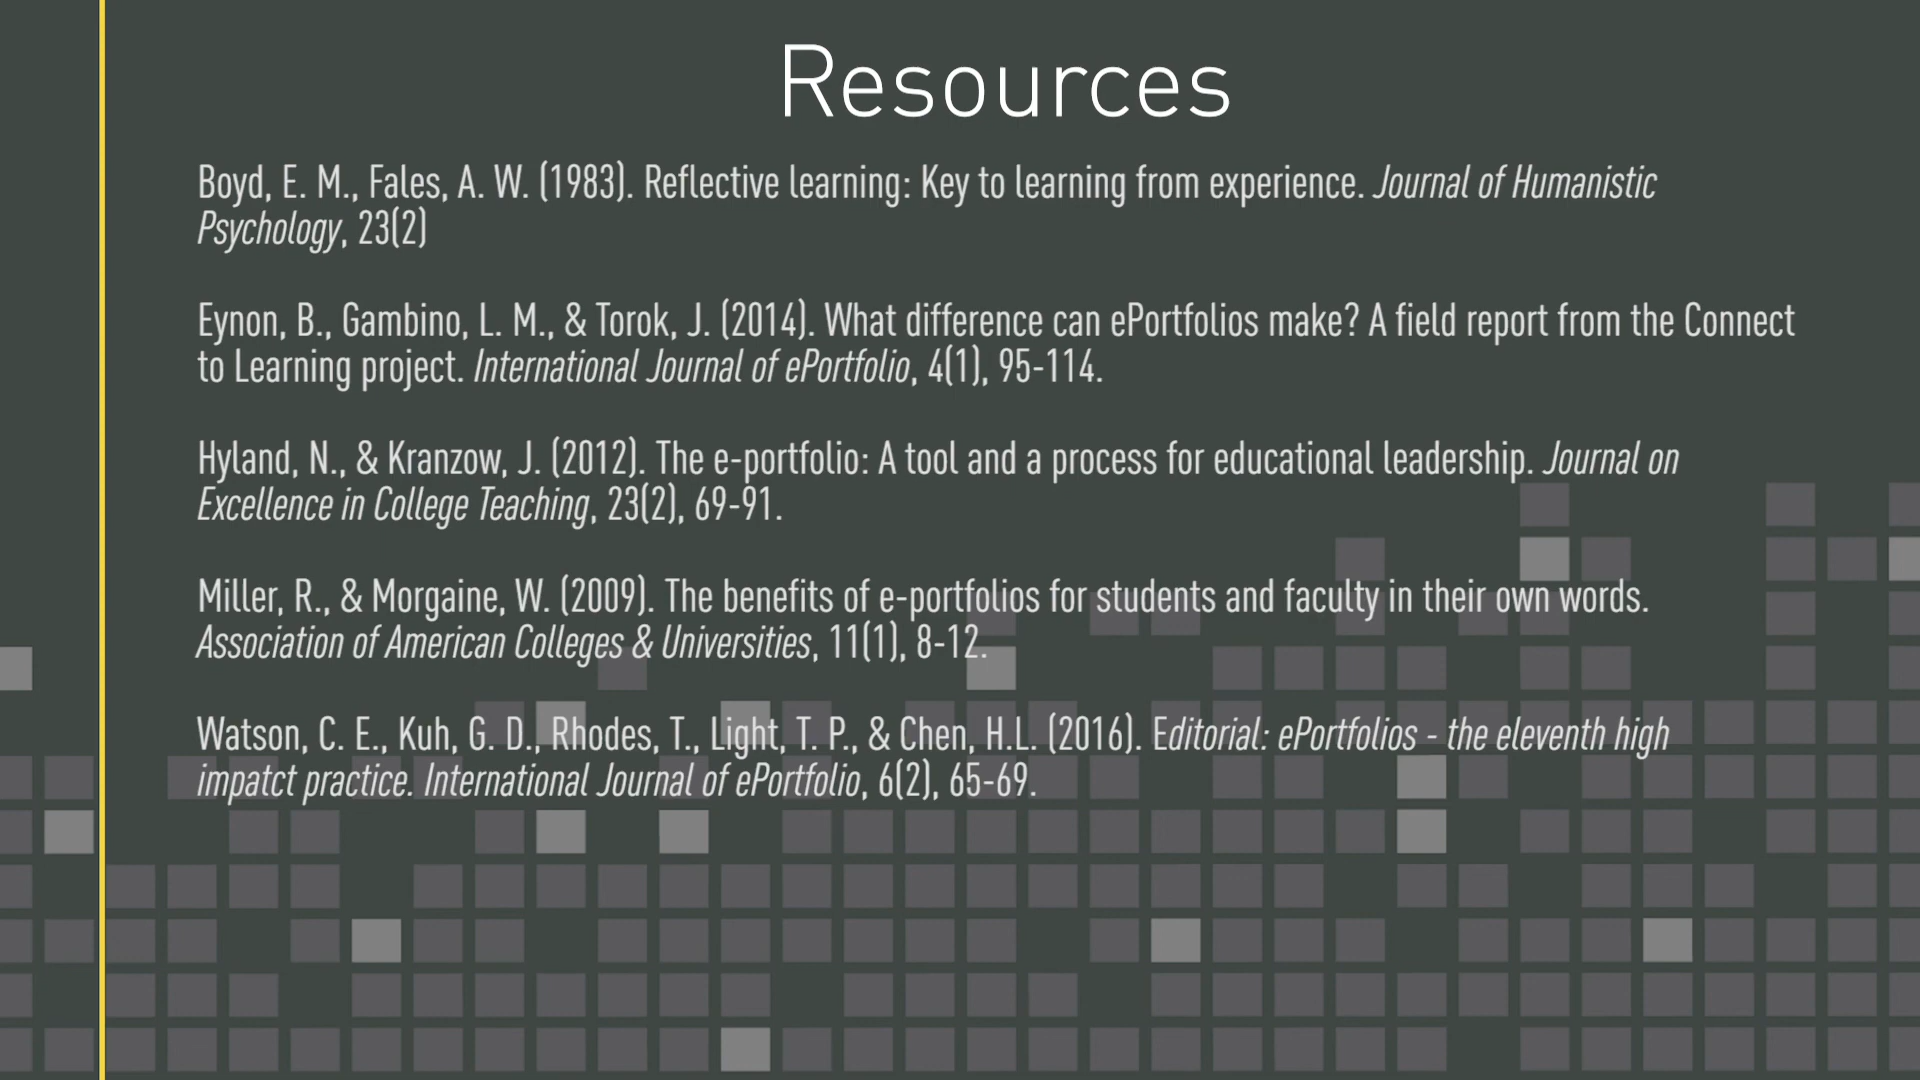 Resources
Boyd, E. M., Fales, A. W. (1983). Reflective learning: Key to learning from experience. Journal of Humanistic
Psychology, 23(2)
Eynon, B., Gambino, L. M., & Torok, J. (2014). What difference can ePortfolios make? A field report from the Connect
to Learning project. International Journal of ePortfolio, 4(1), 95-114.
Hyland, N., & Kranzow, J. (2012). The e-portfolio: A tool and a process for educational leadership. Journal on
Excellence in College Teaching, 23(2), 69-91.
Miller, R., & Morgaine, W. (2009). The benefits of e-portfolios for students and faculty in their own words.
Association of American Colleges & Universities, 11(1), 8-12.
Watson, C. E., Kuh, G. D., Rhodes, T., Light, T. P., & Chen, H.L. (2016). Editorial: ePortfolios - the eleventh high
impatct practice. International Journal of ePortfolio, 6(2), 65-69.